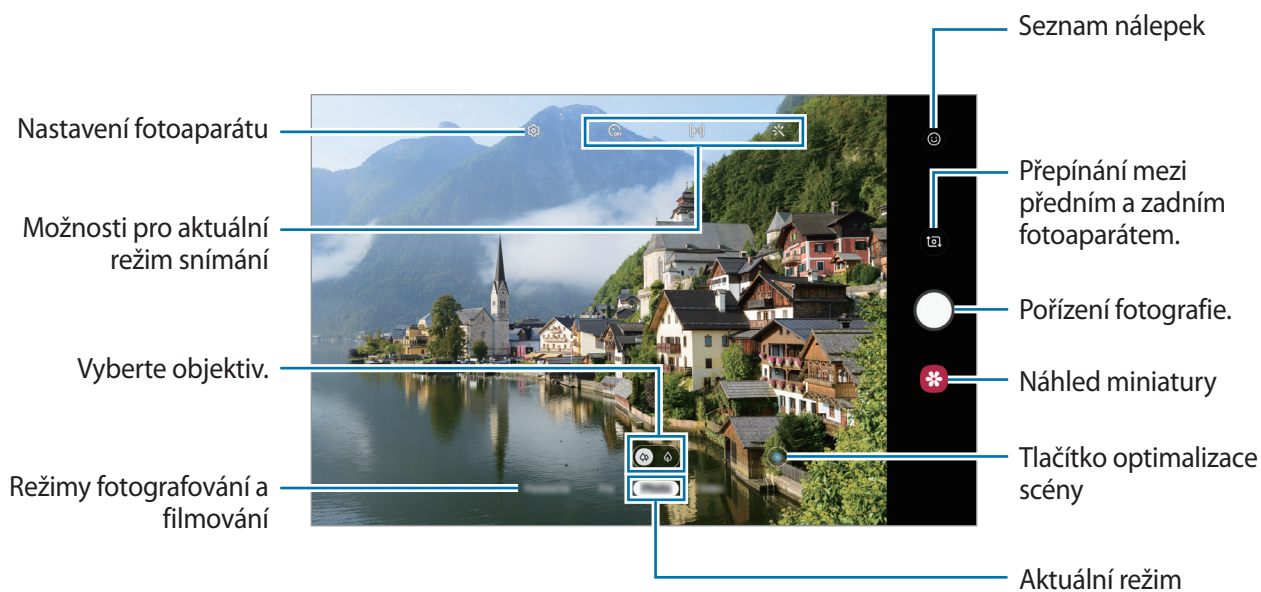 Seznam nálepek
Nastavení fotoaparátu
Přepínání mezi
předním a zadním
fotoaparátem.
Možnosti pro aktuální
režim snímání
Pořízení fotografie.
Vyberte objektiv.
Náhled miniatury
Tlačítko optimalizace
scény
Režimy fotografování a
filmování
Aktuální režim